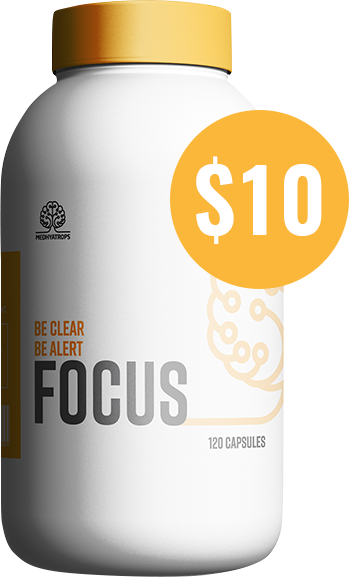 $10
MEDHYATROPS
BE CLEAR
BE ALERT
FOCUS
120 CAPSULES